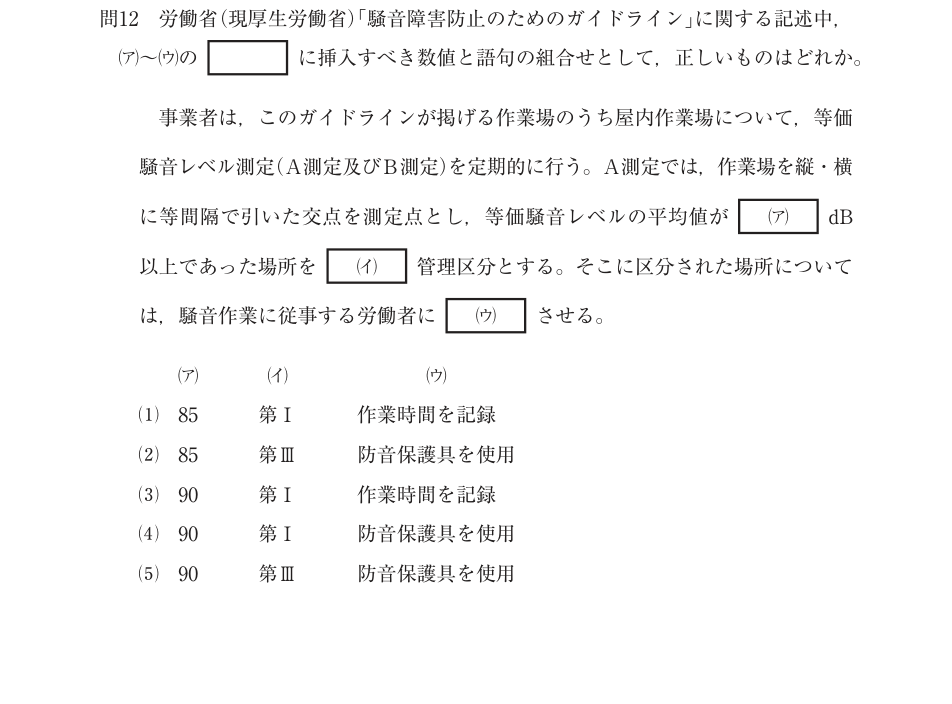 問12 労働省(現厚生労働省)「騒音障害防止のためのガイドライン」に関する記述中，
(ア)～(ウ)の に挿入すべき数値と語句の組合せとして，正しいものはどれか。
事業者は，このガイドラインが掲げる作業場のうち屋内作業場について，等価
騒音レベル測定(Ａ測定及びＢ測定)を定期的に行う。Ａ測定では，作業場を縦・横
に等間隔で引いた交点を測定点とし，等価騒音レベルの平均値が (ア) dB
以上であった場所を (イ) 管理区分とする。そこに区分された場所について
は，騒音作業に従事する労働者に (ウ) させる。
(ア) (イ) (ウ)
(1) 85 第Ⅰ 作業時間を記録
(2) 85 第Ⅲ 防音保護具を使用
(3) 90 第Ⅰ 作業時間を記録
(4) 90 第Ⅰ 防音保護具を使用
(5) 90 第Ⅲ 防音保護具を使用